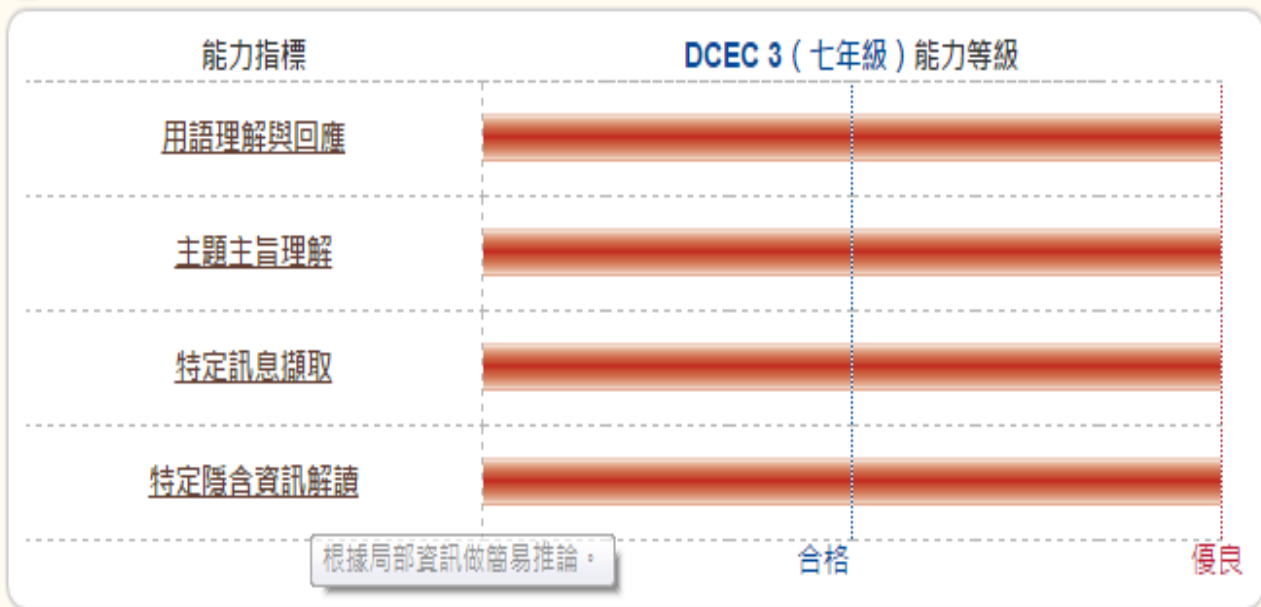 能力指標
DCEC 3（七年級）能力等級
用語理解與回應
主題主旨理解
特定訊息擷取
特定隱含資訊解讀
根據局部資訊做簡易推論。
合格
優良